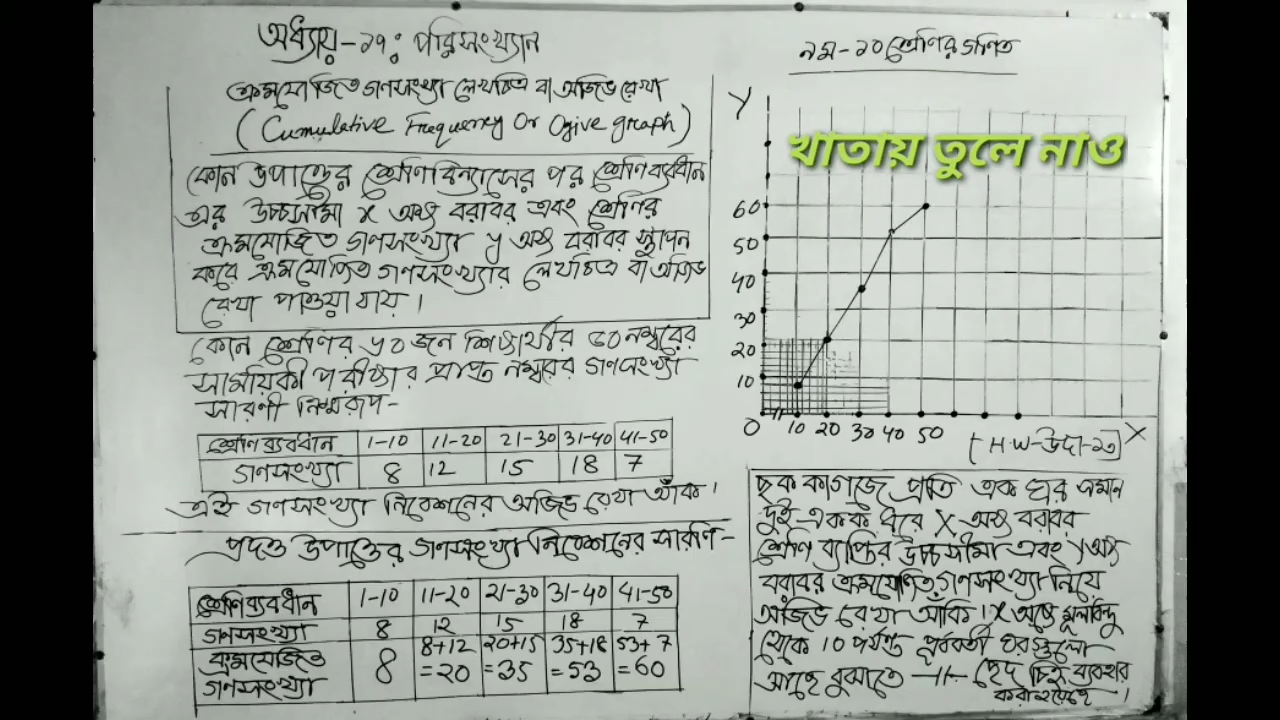 অধ্যায়-১৭: পরিসংখ্যান
নম-১০ শ্রেণির গণিত
ক্রমযোজিত গণসংখ্যা লেখচিত্র বা অজিভ রেখা
(Cumulative Frequency Or Ogive graph)
কোন উপাত্তের শ্রেণিবিন্যাসের পর শ্রেণিব্যবধান
এর উচ্চসীমা x অক্ষ বরাবর এবং শ্রেণির
ক্রমযোজিত গণসংখ্যা y অক্ষ বরাবর স্থাপন
করে ক্রমযোজিত গণসংখ্যার লেখচিত্র বা অজিভ
রেখা পাওয়া যায়।
কোন শ্রেণির ৬০ জন শিক্ষার্থীর ৫০ নম্বরের
সাময়িকী পরীক্ষার প্রাপ্ত নম্বরের গণসংখ্যা
সারণী নিম্নরূপ-
শ্রেণিব্যবধান 1-10 11-20 21-30 31-40 41-50
গণসংখ্যা 8 12 15 18 7
এই গণসংখ্যা নিবেশনের অজিভ রেখা আঁক।
প্রদত্ত উপাত্তের গণসংখ্যা নিবেশনের সারণি-
শ্রেণিব্যবধান 1-10 11-20 21-30 31-40 41-50
গণসংখ্যা 8 12 15 18 7
ক্রমযোজিত 8+12 20+15 35+18 53+7
গণসংখ্যা 8 =20 =35 =53 =60
Y
খাতায় তুলে নাও
60
50
40
30
20
10
0 10 20 30 40 50 X
[H.W-উদা-১৩]
ছক কাগজে প্রতি এক ঘর সমান
দুই একক ধরে X অক্ষ বরাবর
শ্রেণি ব্যাপ্তির উচ্চসীমা এবং y অক্ষ
বরাবর ক্রমযোজিত গণসংখ্যা নিয়ে
অজিভ রেখা আঁকি। X অক্ষে মূলবিন্দু
থেকে 10 পর্যন্ত পূর্ববর্তী ঘরগুলো
আছে বুঝাতে -//- ছেদ চিহ্ন ব্যবহার
করা হয়েছে।